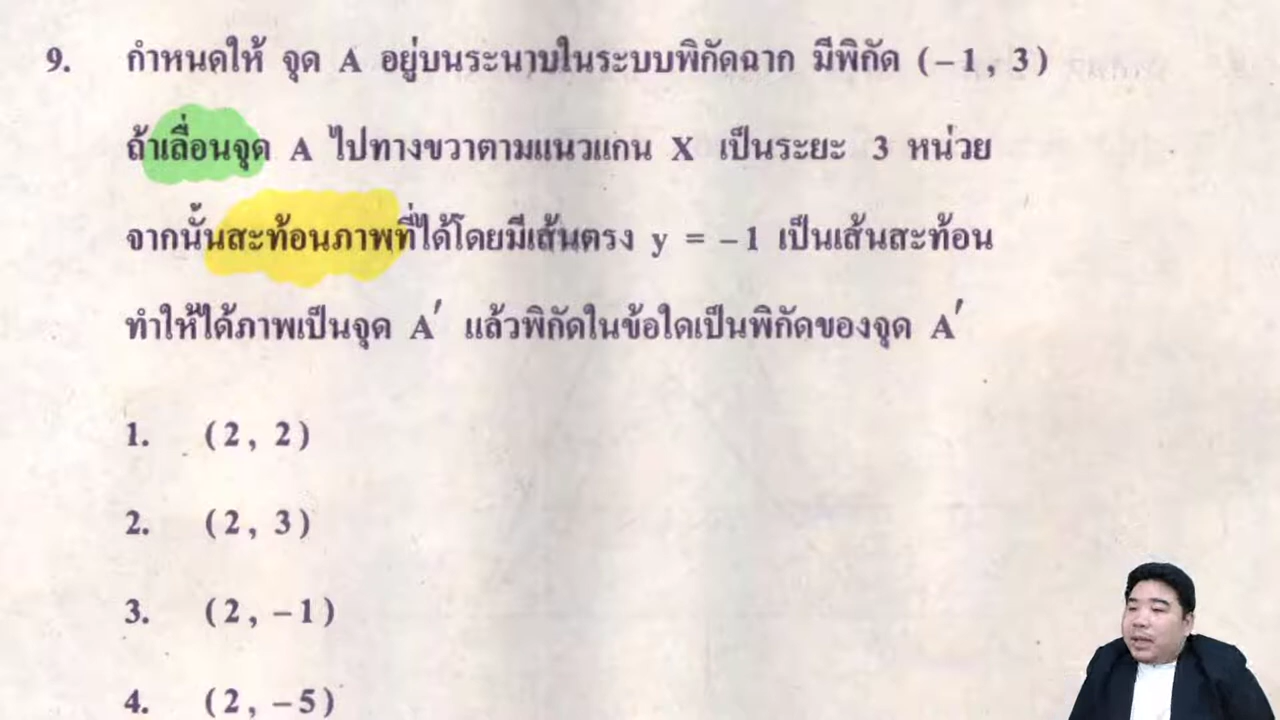 9. กำหนดให้ จุด A อยู่บนระนาบในระบบพิกัดฉาก มีพิกัด (−1, 3)
ถ้าเลื่อนจุด A ไปทางขวาตามแนวแกน X เป็นระยะ 3 หน่วย
จากนั้นสะท้อนภาพที่ได้โดยมีเส้นตรง y = −1 เป็นเส้นสะท้อน
ทำให้ได้ภาพเป็นจุด A′ แล้วพิกัดในข้อใดเป็นพิกัดของจุด A′
1. (2, 2)
2. (2, 3)
3. (2, −1)
4. (2, −5)